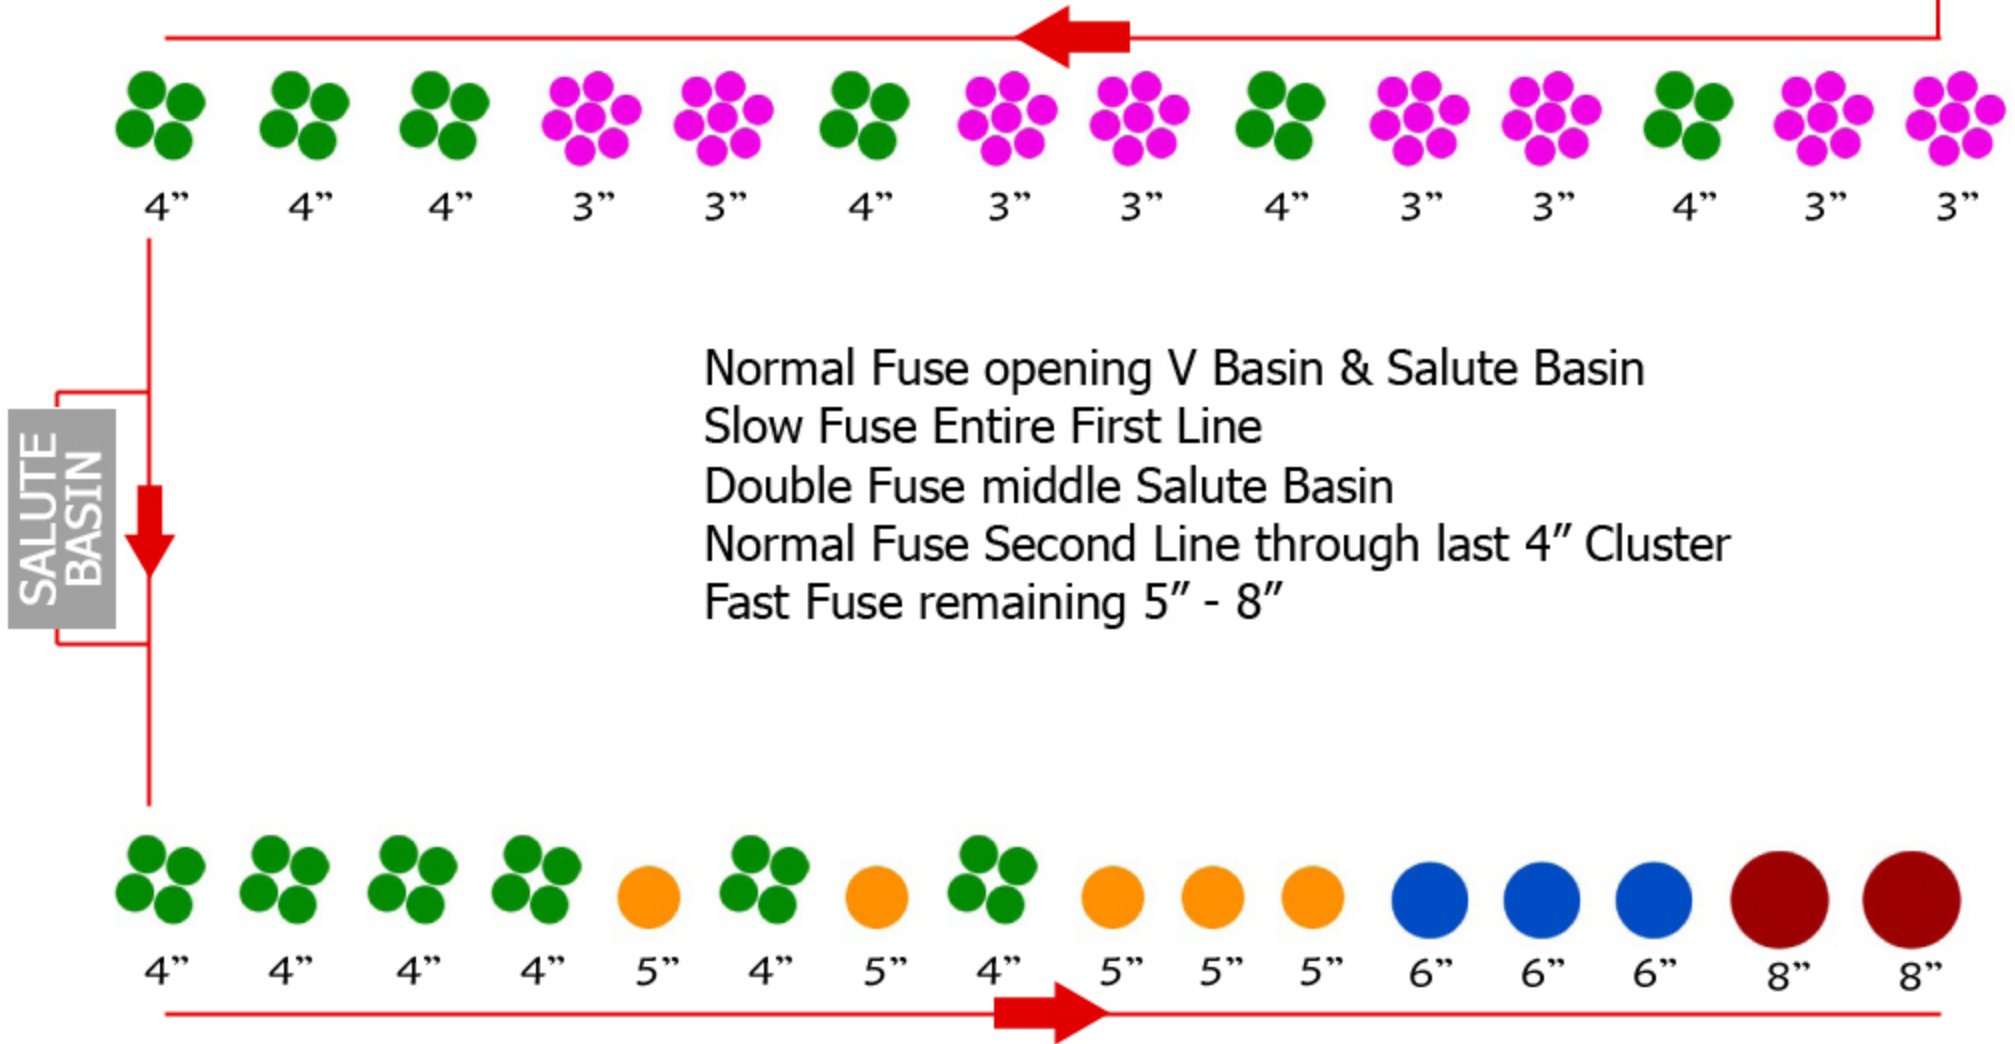 4” 4” 4” 3” 3” 4” 3” 3” 4” 3” 3” 4” 3” 3”
Normal Fuse opening V Basin & Salute Basin
Slow Fuse Entire First Line
Double Fuse middle Salute Basin
Normal Fuse Second Line through last 4” Cluster
Fast Fuse remaining 5” - 8”
SALUTE
BASIN
4” 4” 4” 4” 5” 4” 5” 4” 5” 5” 5” 6” 6” 6” 8” 8”